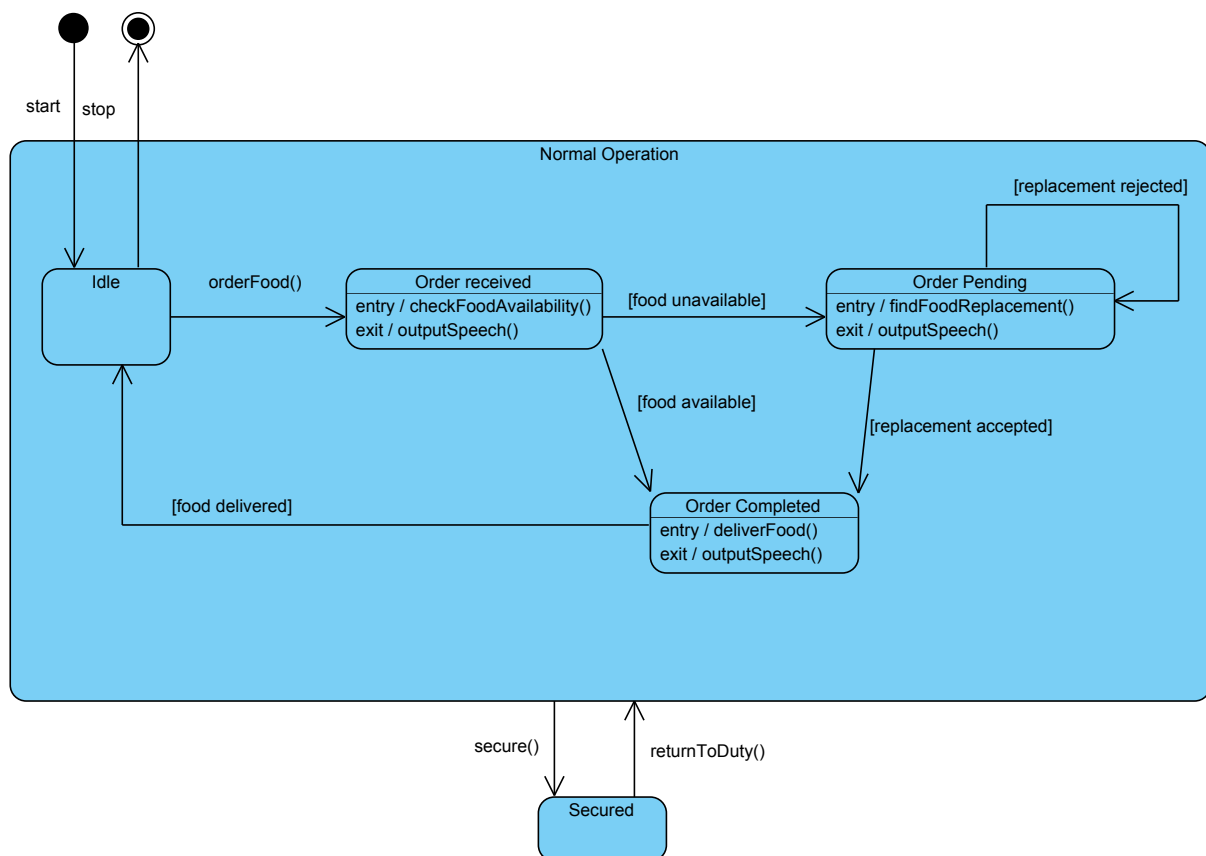 start
stop
Normal Operation
[replacement rejected]
Idle
orderFood()
Order received
entry / checkFoodAvailability()
exit / outputSpeech()
[food unavailable]
Order Pending
entry / findFoodReplacement()
exit / outputSpeech()
[food available]
[replacement accepted]
[food delivered]
Order Completed
entry / deliverFood()
exit / outputSpeech()
secure()
returnToDuty()
Secured